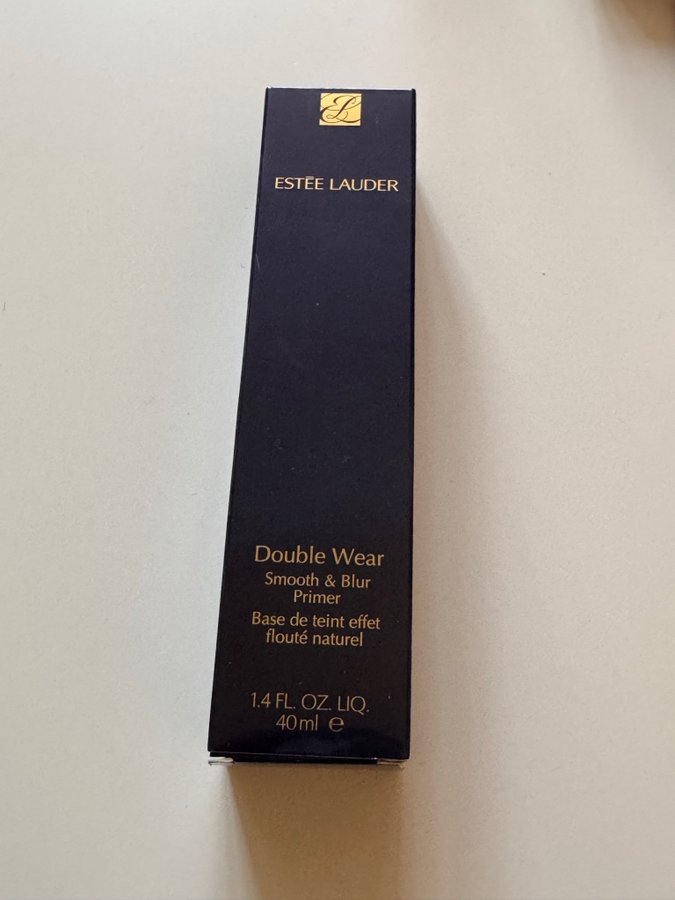 EL
ESTĒE LAUDER
Double Wear
Smooth & Blur
Primer
Base de teint effet
flouté naturel
1.4 FL. OZ. LIQ.
40ml ℮